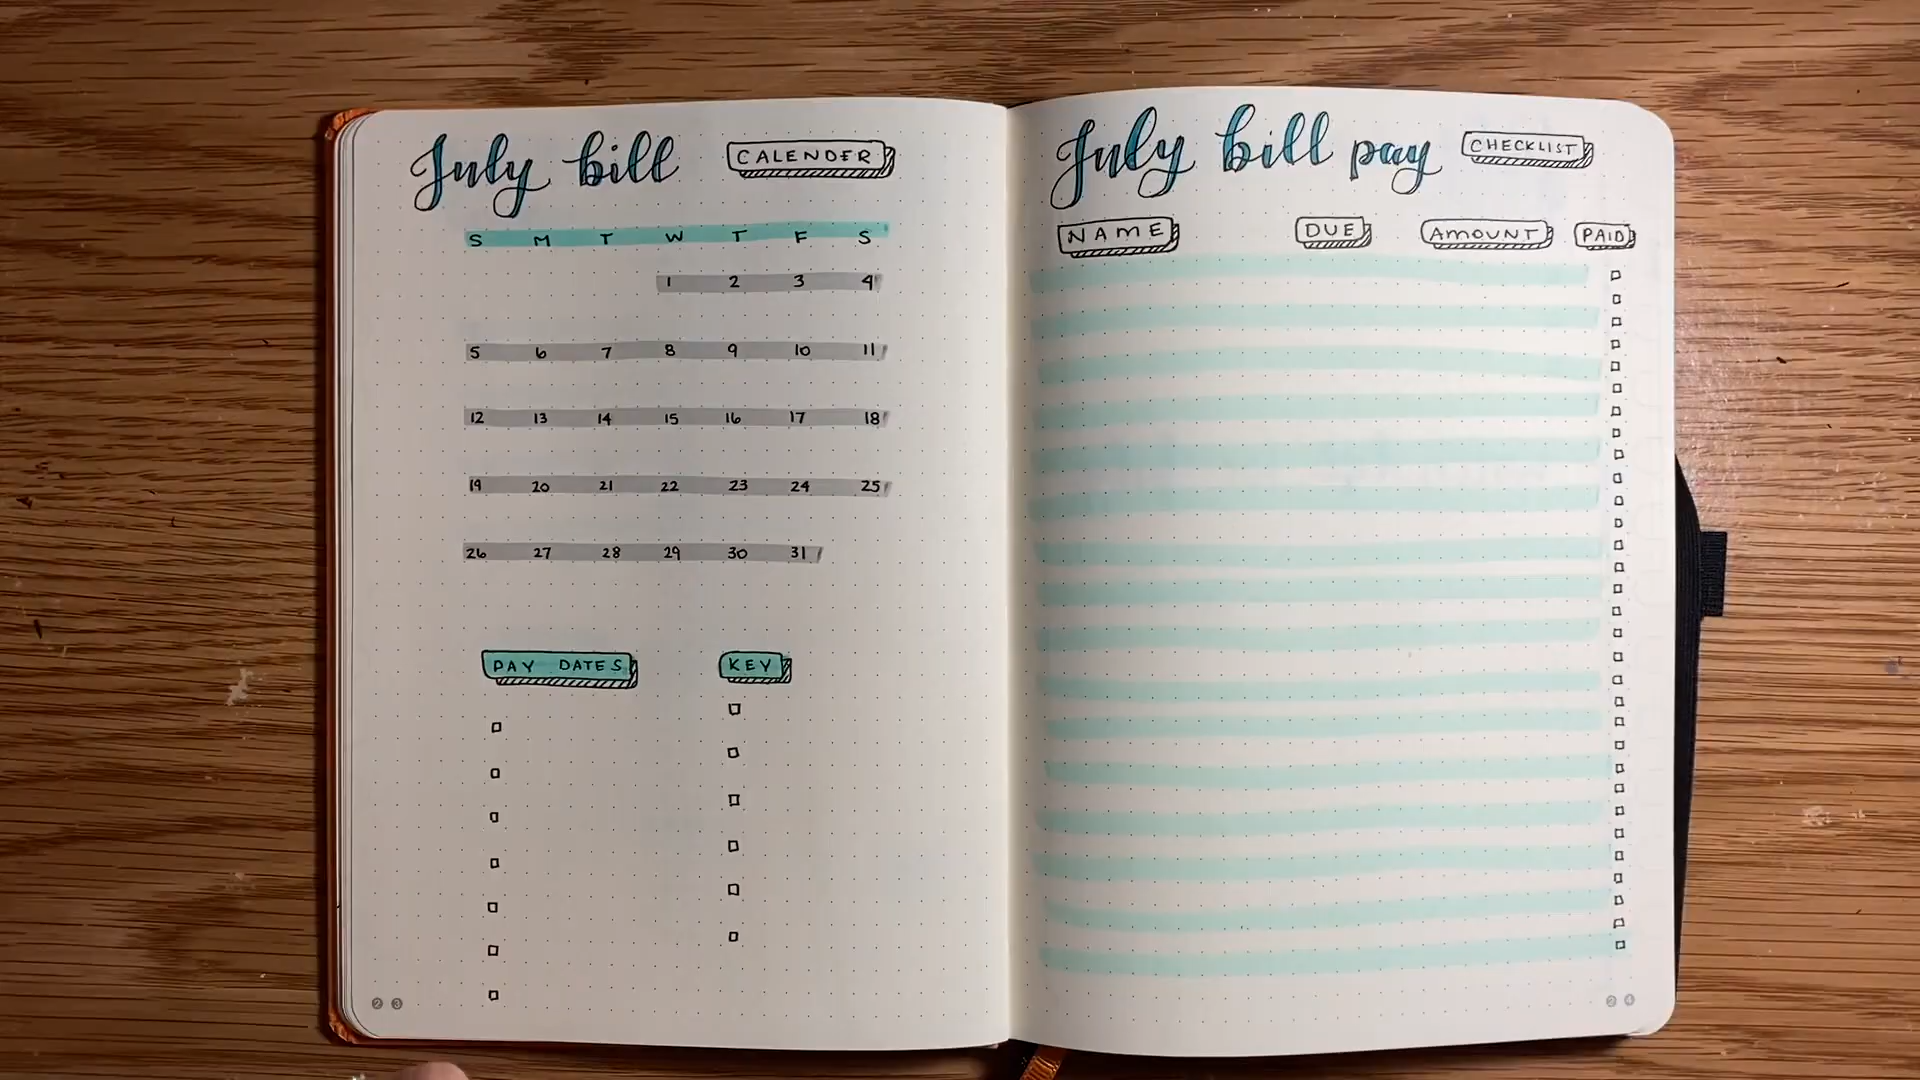 July bill CALENDER
S M T W T F S
1 2 3 4
5 6 7 8 9 10 11
12 13 14 15 16 17 18
19 20 21 22 23 24 25
26 27 28 29 30 31
PAY DATES KEY
23
July bill pay CHECKLIST
NAME DUE AMOUNT PAID
24